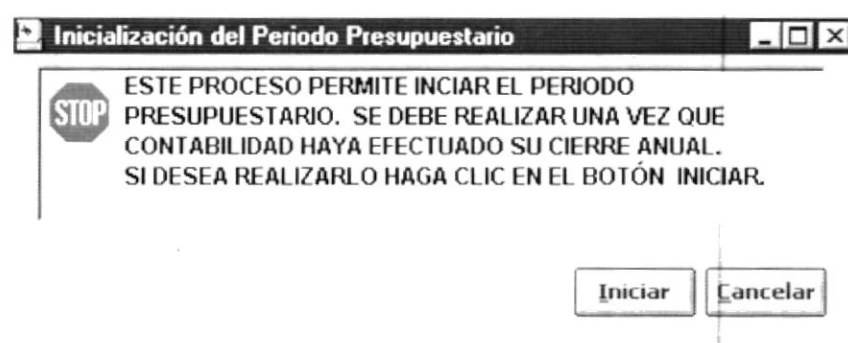 Inicialización del Periodo Presupuestario
STOP
ESTE PROCESO PERMITE INCIAR EL PERIODO
PRESUPUESTARIO. SE DEBE REALIZAR UNA VEZ QUE
CONTABILIDAD HAYA EFECTUADO SU CIERRE ANUAL.
SI DESEA REALIZARLO HAGA CLIC EN EL BOTÓN INICIAR.
Iniciar Cancelar